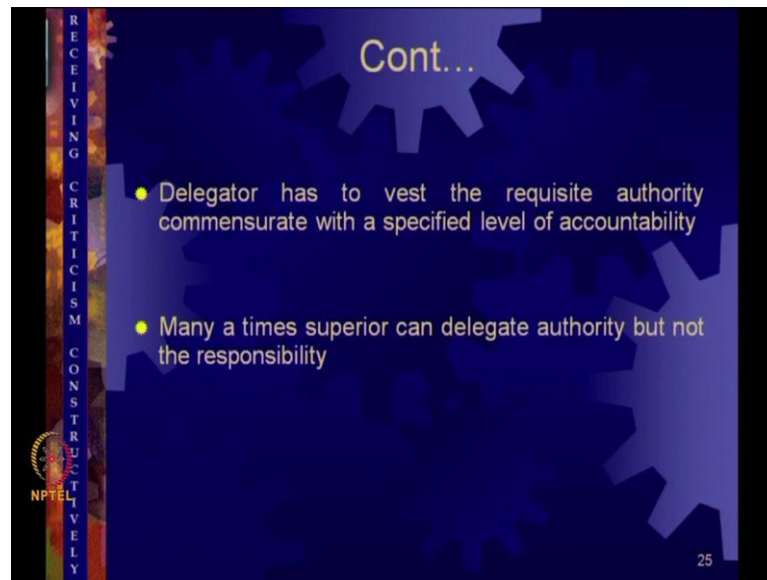 RECEIVING CRITICISM CONSTRUCTIVELY
Cont...
Delegator has to vest the requisite authority
commensurate with a specified level of accountability
Many a times superior can delegate authority but not
the responsibility
NPTEL
25